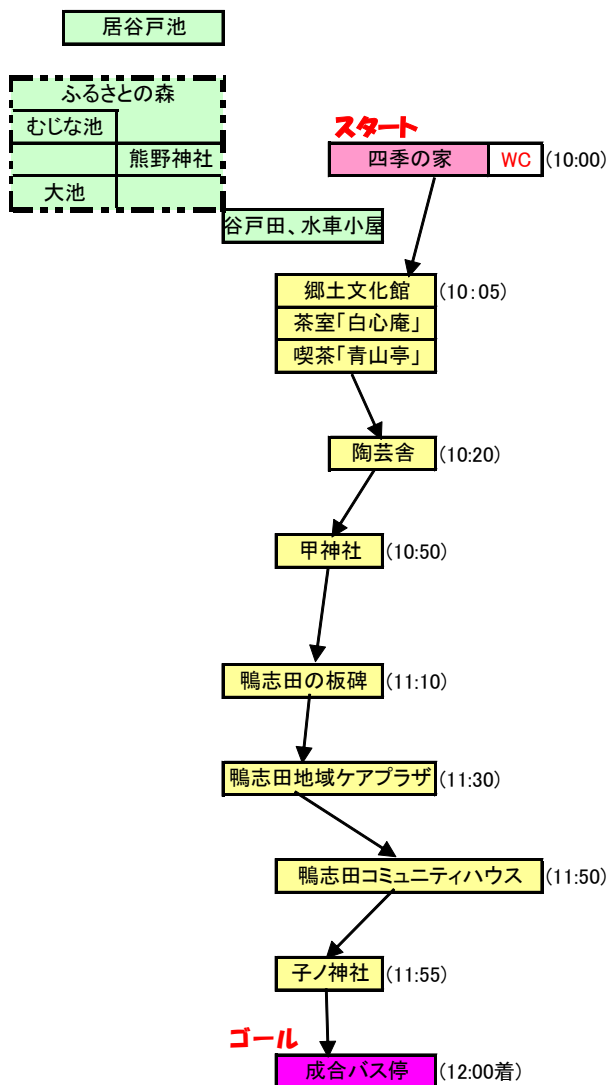 居谷戸池
ふるさとの森
むじな池
熊野神社
大池
谷戸田、水車小屋
スタート
四季の家 WC (10:00)
郷土文化館 (10:05)
茶室「白心庵」
喫茶「青山亭」
陶芸舎 (10:20)
甲神社 (10:50)
鴨志田の板碑 (11:10)
鴨志田地域ケアプラザ (11:30)
鴨志田コミュニティハウス (11:50)
子ノ神社 (11:55)
ゴール
成合バス停 (12:00着)